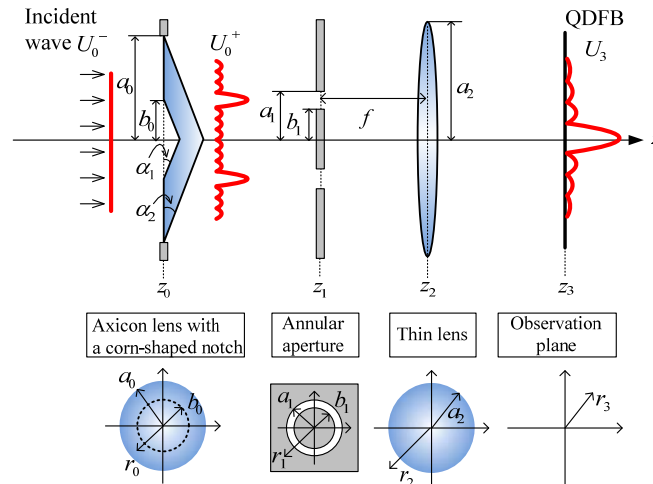 Incident
wave U₀⁻
U₀⁺
QDFB
U₃
a₀
b₀
a₁
b₁
f
a₂
α₁
α₂
z₀
z₁
z₂
z₃
Axicon lens with
a corn-shaped notch
Annular
aperture
Thin lens
Observation
plane
a₀
b₀
r₀
a₁
b₁
r₁
a₂
r₂
r₃